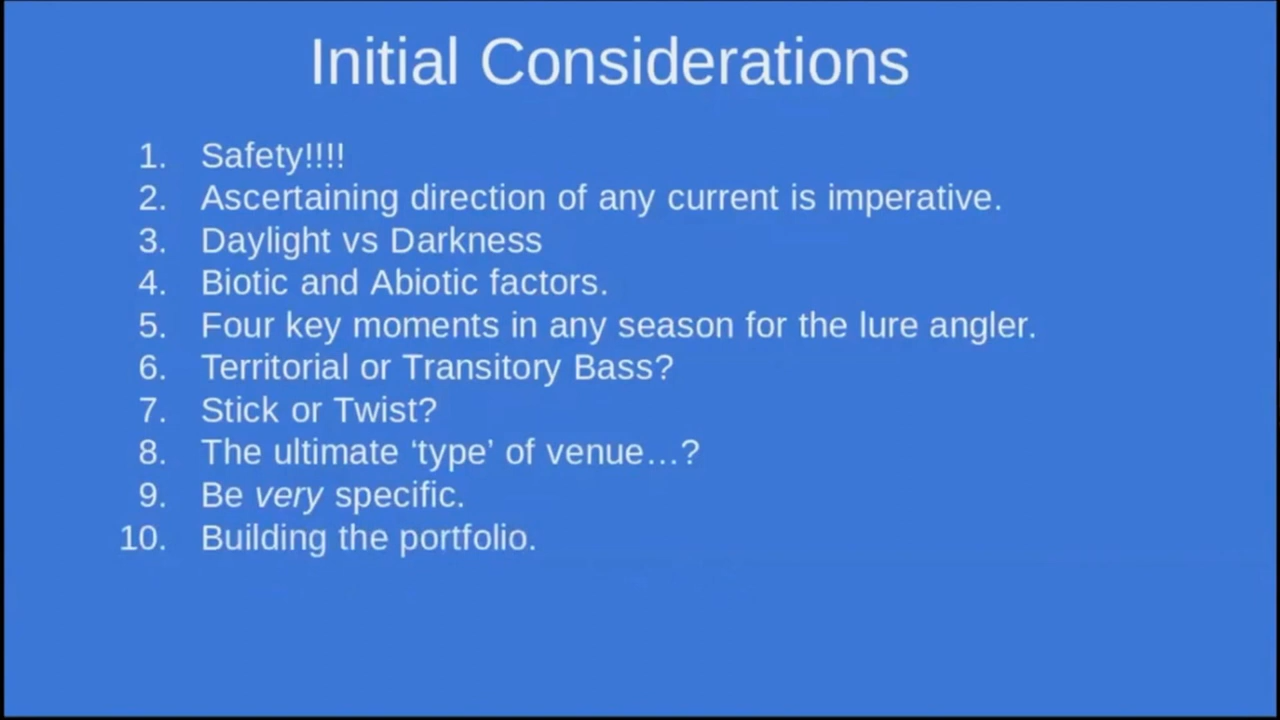 Initial Considerations
1. Safety!!!!
2. Ascertaining direction of any current is imperative.
3. Daylight vs Darkness
4. Biotic and Abiotic factors.
5. Four key moments in any season for the lure angler.
6. Territorial or Transitory Bass?
7. Stick or Twist?
8. The ultimate ‘type’ of venue…?
9. Be very specific.
10. Building the portfolio.